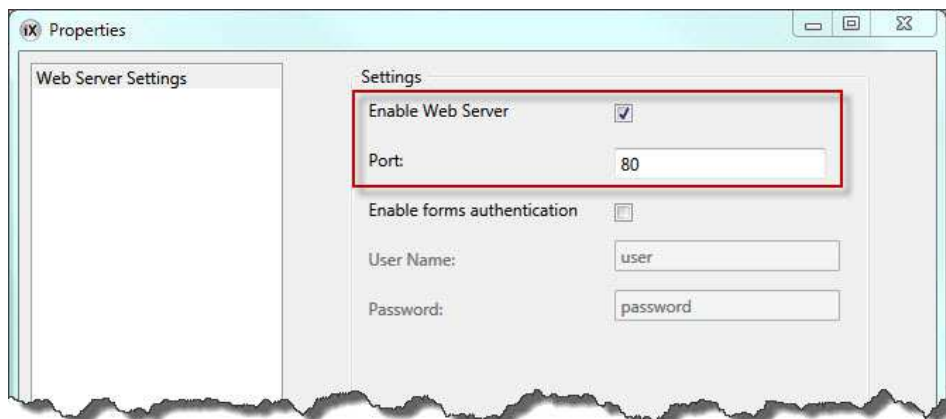 iX Properties
Web Server Settings
Settings
Enable Web Server
Port: 80
Enable forms authentication
User Name: user
Password: password